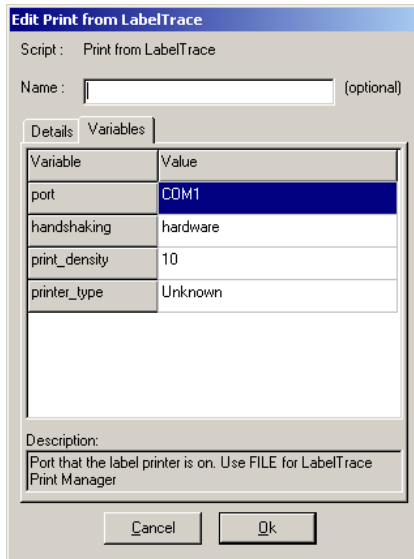 Edit Print from LabelTrace
Script : Print from LabelTrace
Name : (optional)
Details Variables
Variable Value
port COM1
handshaking hardware
print_density 10
printer_type Unknown
Description:
Port that the label printer is on. Use FILE for LabelTrace
Print Manager
Cancel Ok